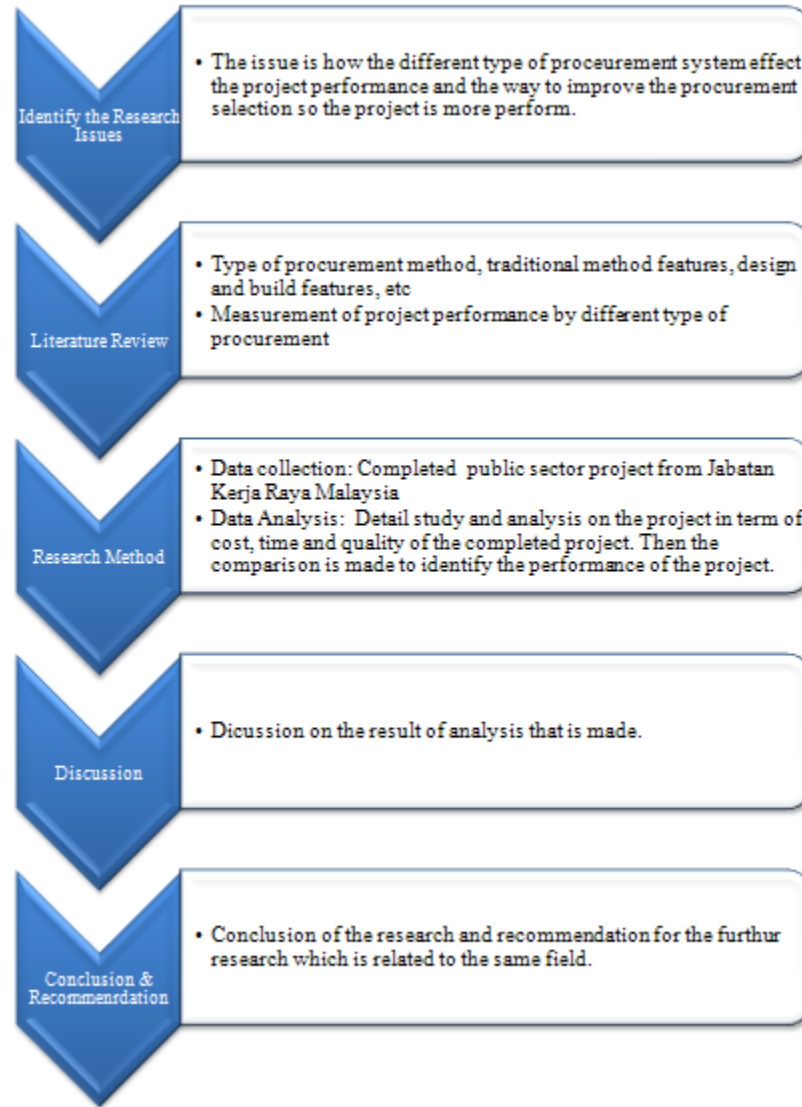 Identify the Research
Issues
• The issue is how the different type of proceurement system effect
the project performance and the way to improve the procurement
selection so the project is more perform.
Literature Review
• Type of procurement method, traditional method features, design
and build features, etc
• Measurement of project performance by different type of
procurement
Research Method
• Data collection: Completed public sector project from Jabatan
Kerja Raya Malaysia
• Data Analysis: Detail study and analysis on the project in term of
cost, time and quality of the completed project. Then the
comparison is made to identify the performance of the project.
Discussion
• Dicussion on the result of analysis that is made.
Conclusion &
Recommenrdation
• Conclusion of the research and recommendation for the furthur
research which is related to the same field.